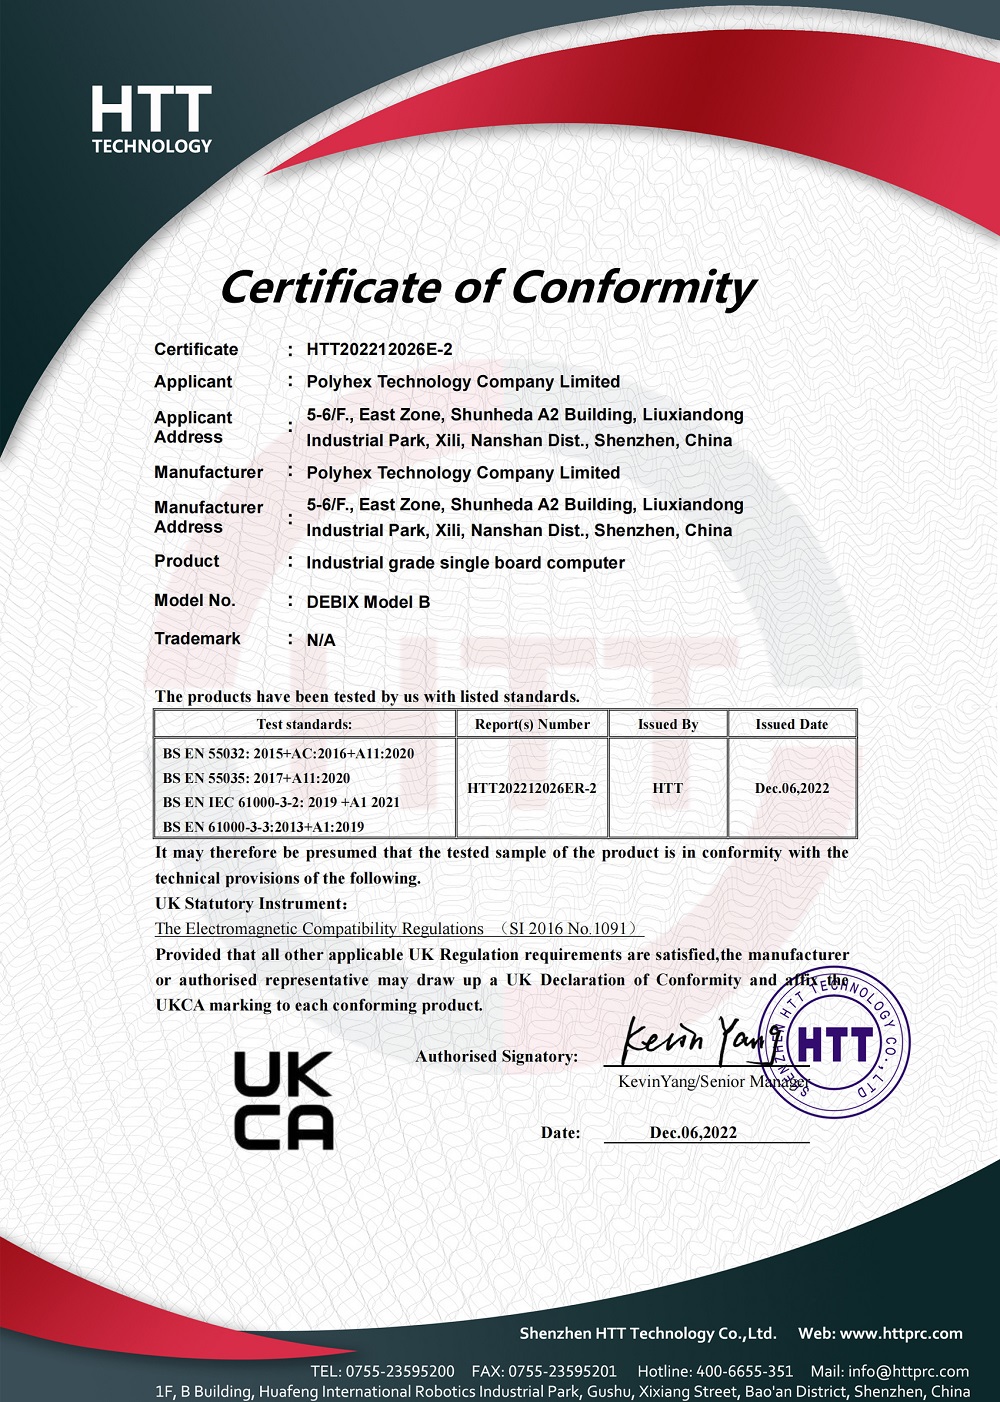 HTT
TECHNOLOGY
Certificate of Conformity
Certificate : HTT202212026E-2
Applicant : Polyhex Technology Company Limited
Applicant Address : 5-6/F., East Zone, Shunheda A2 Building, Liuxiandong
Industrial Park, Xili, Nanshan Dist., Shenzhen, China
Manufacturer : Polyhex Technology Company Limited
Manufacturer Address : 5-6/F., East Zone, Shunheda A2 Building, Liuxiandong
Industrial Park, Xili, Nanshan Dist., Shenzhen, China
Product : Industrial grade single board computer
Model No. : DEBIX Model B
Trademark : N/A
HTT
The products have been tested by us with listed standards.
Test standards: Report(s) Number Issued By Issued Date
BS EN 55032: 2015+AC:2016+A11:2020
BS EN 55035: 2017+A11:2020
BS EN IEC 61000-3-2: 2019 +A1 2021
BS EN 61000-3-3:2013+A1:2019
HTT202212026ER-2 HTT Dec.06,2022
It may therefore be presumed that the tested sample of the product is in conformity with the
technical provisions of the following.
UK Statutory Instrument：
The Electromagnetic Compatibility Regulations （SI 2016 No.1091）
Provided that all other applicable UK Regulation requirements are satisfied,the manufacturer
or authorised representative may draw up a UK Declaration of Conformity and affix the
UKCA marking to each conforming product.
UK
CA
Authorised Signatory: Kevin Yang
KevinYang/Senior Manager
SHENZHEN HTT TECHNOLOGY CO.,LTD
HTT
Date: Dec.06,2022
Shenzhen HTT Technology Co.,Ltd. Web: www.httprc.com
TEL: 0755-23595200 FAX: 0755-23595201 Hotline: 400-6655-351 Mail: info@httprc.com
1F, B Building, Huafeng International Robotics Industrial Park, Gushu, Xixiang Street, Bao'an District, Shenzhen, China